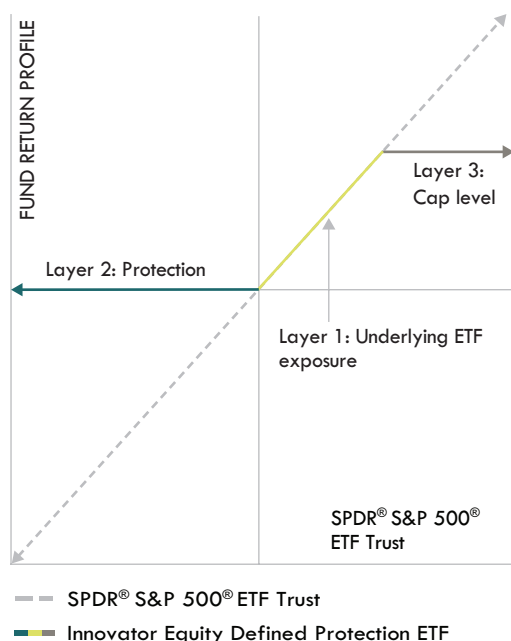 FUND RETURN PROFILE
Layer 3:
Cap level
Layer 2: Protection
Layer 1: Underlying ETF
exposure
SPDR® S&P 500®
ETF Trust
SPDR® S&P 500® ETF Trust
Innovator Equity Defined Protection ETF